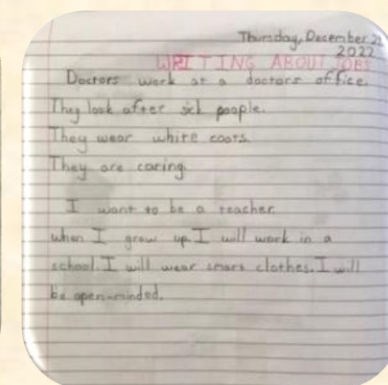 Thursday, December 2
2022
WRITING ABOUT JOBS
Doctors work at a doctors office.
They look after sick people.
They wear white coats.
They are caring.
I want to be a teacher
when I grow up. I will work in a
school. I will wear smart clothes. I will
be open-minded.